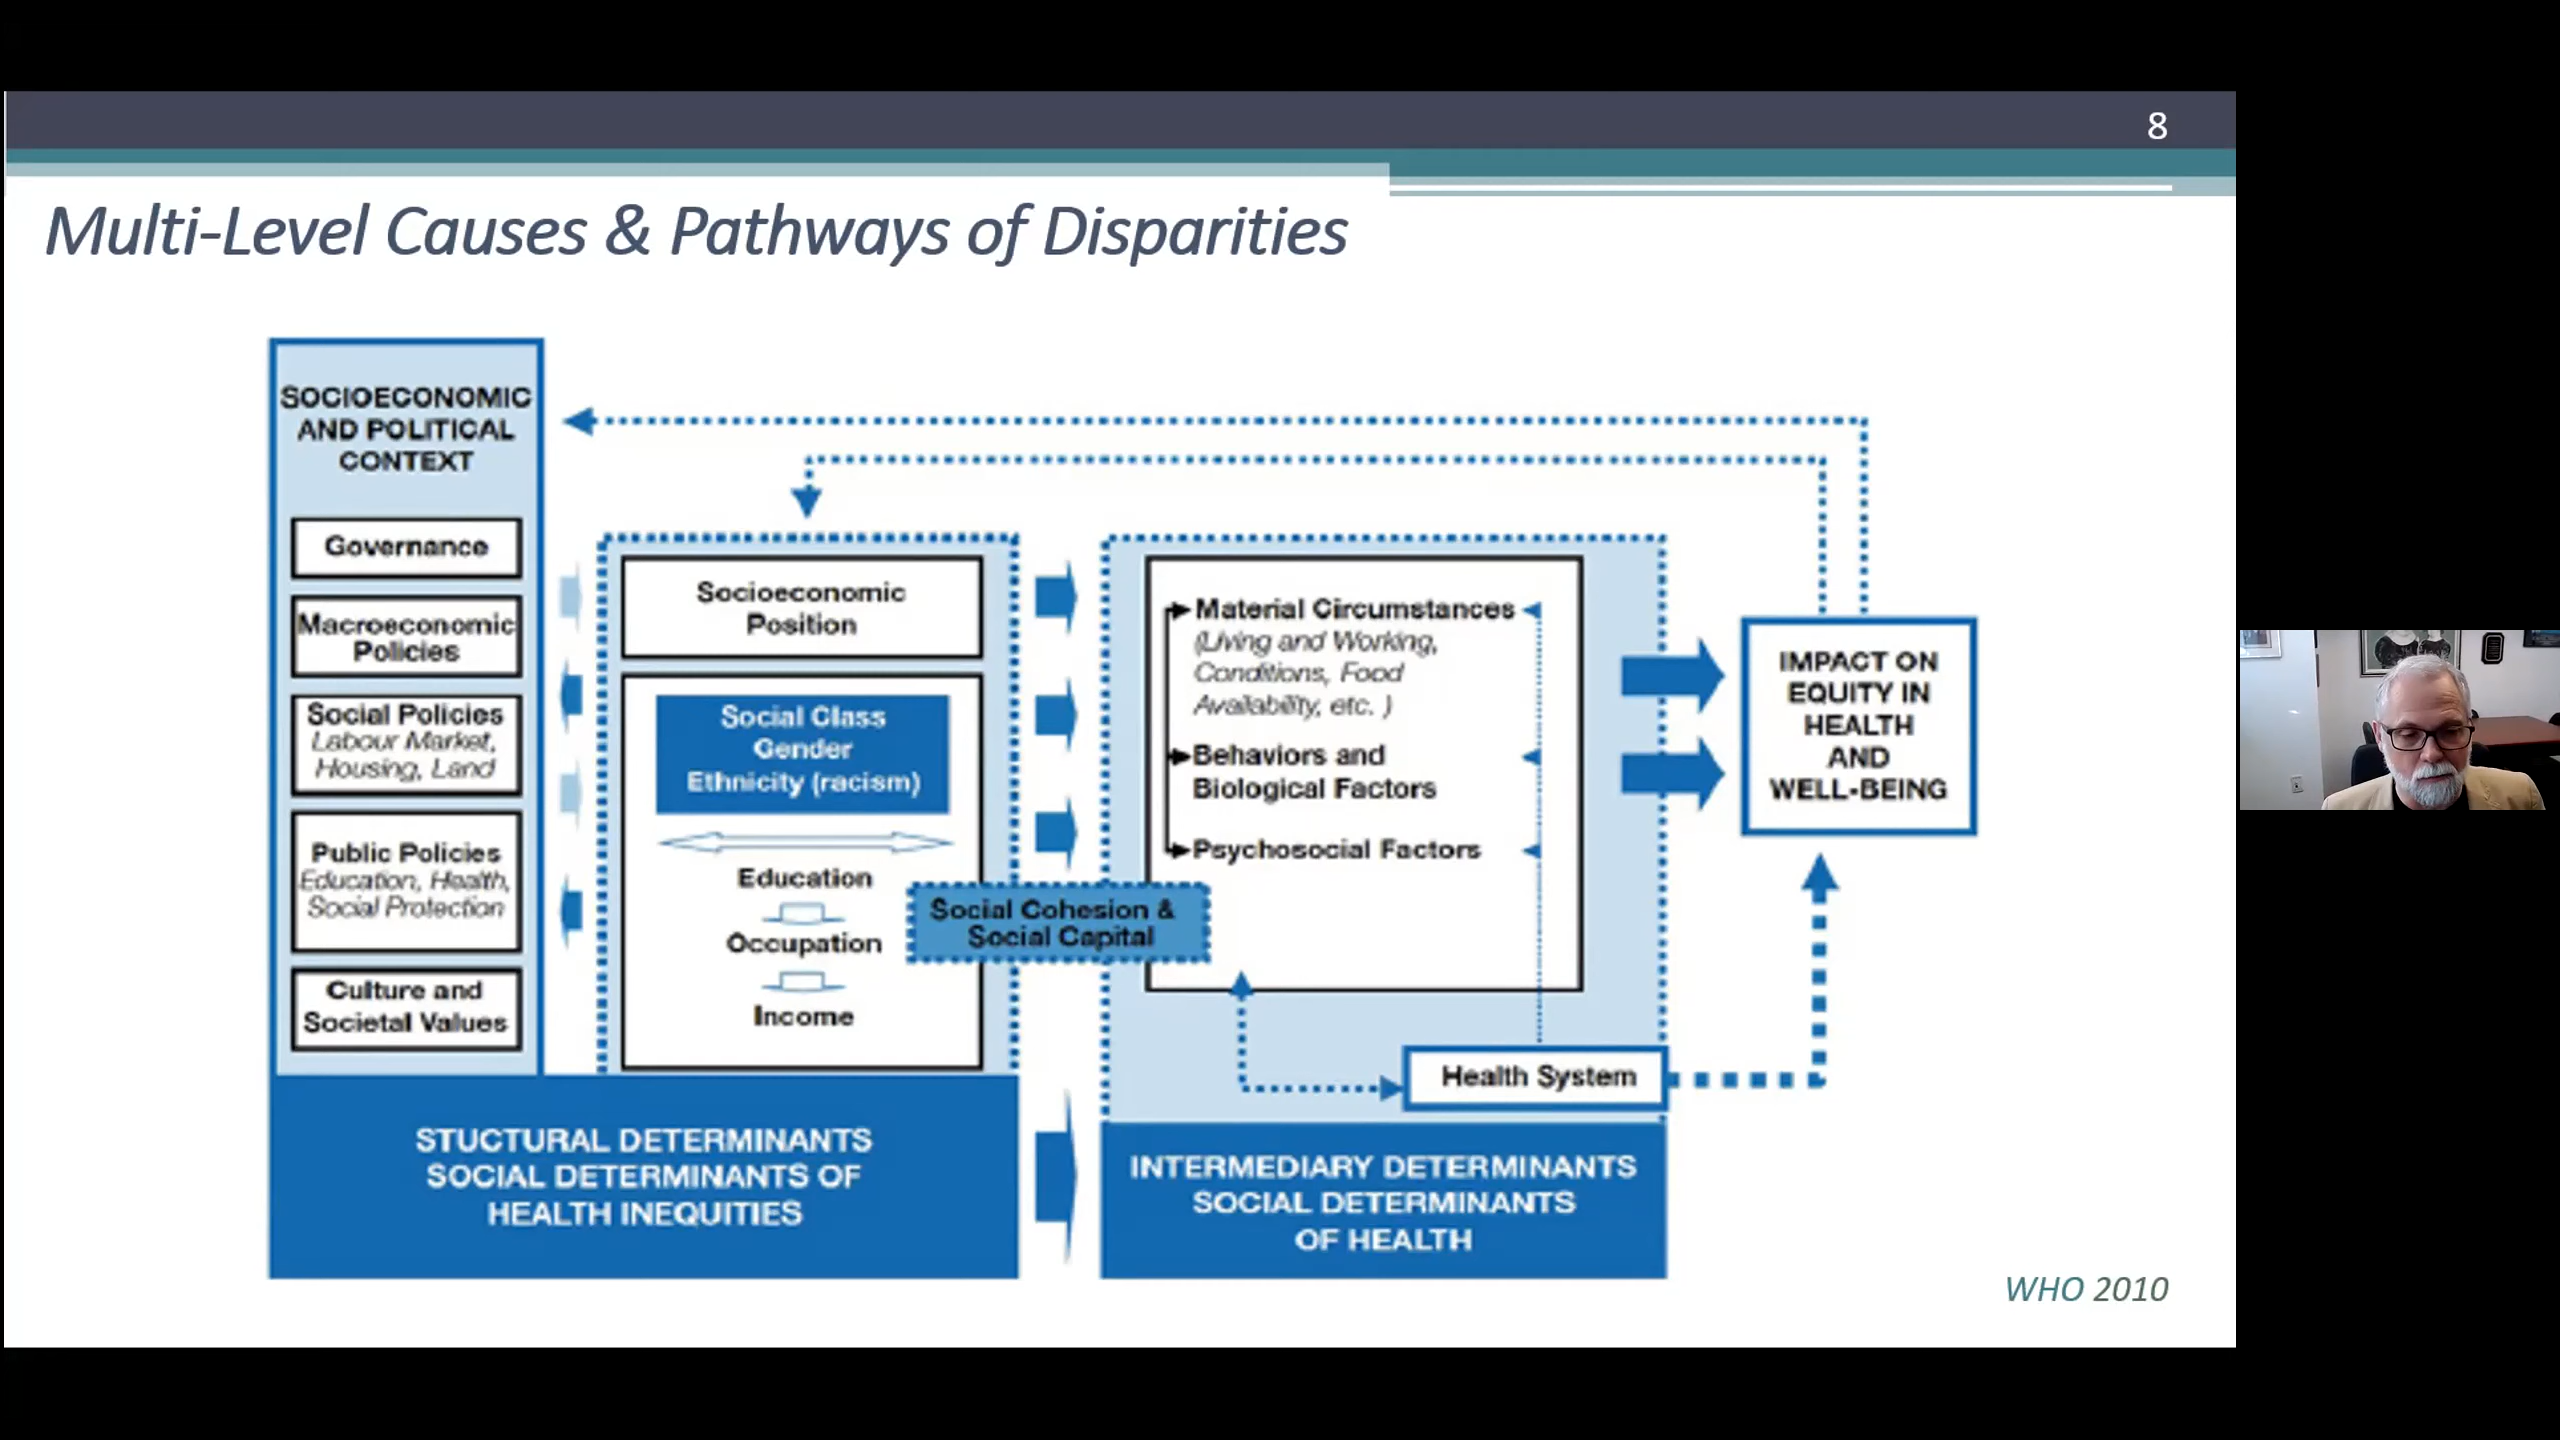 8
Multi-Level Causes & Pathways of Disparities
SOCIOECONOMIC
AND POLITICAL
CONTEXT
Governance
Macroeconomic
Policies
Social Policies
Labour Market,
Housing, Land
Public Policies
Education, Health,
Social Protection
Culture and
Societal Values
Socioeconomic
Position
Social Class
Gender
Ethnicity (racism)
Education
Occupation
Income
Social Cohesion &
Social Capital
Material Circumstances
(Living and Working,
Conditions, Food
Availability, etc. )
Behaviors and
Biological Factors
Psychosocial Factors
Health System
IMPACT ON
EQUITY IN
HEALTH
AND
WELL-BEING
STUCTURAL DETERMINANTS
SOCIAL DETERMINANTS OF
HEALTH INEQUITIES
INTERMEDIARY DETERMINANTS
SOCIAL DETERMINANTS
OF HEALTH
WHO 2010